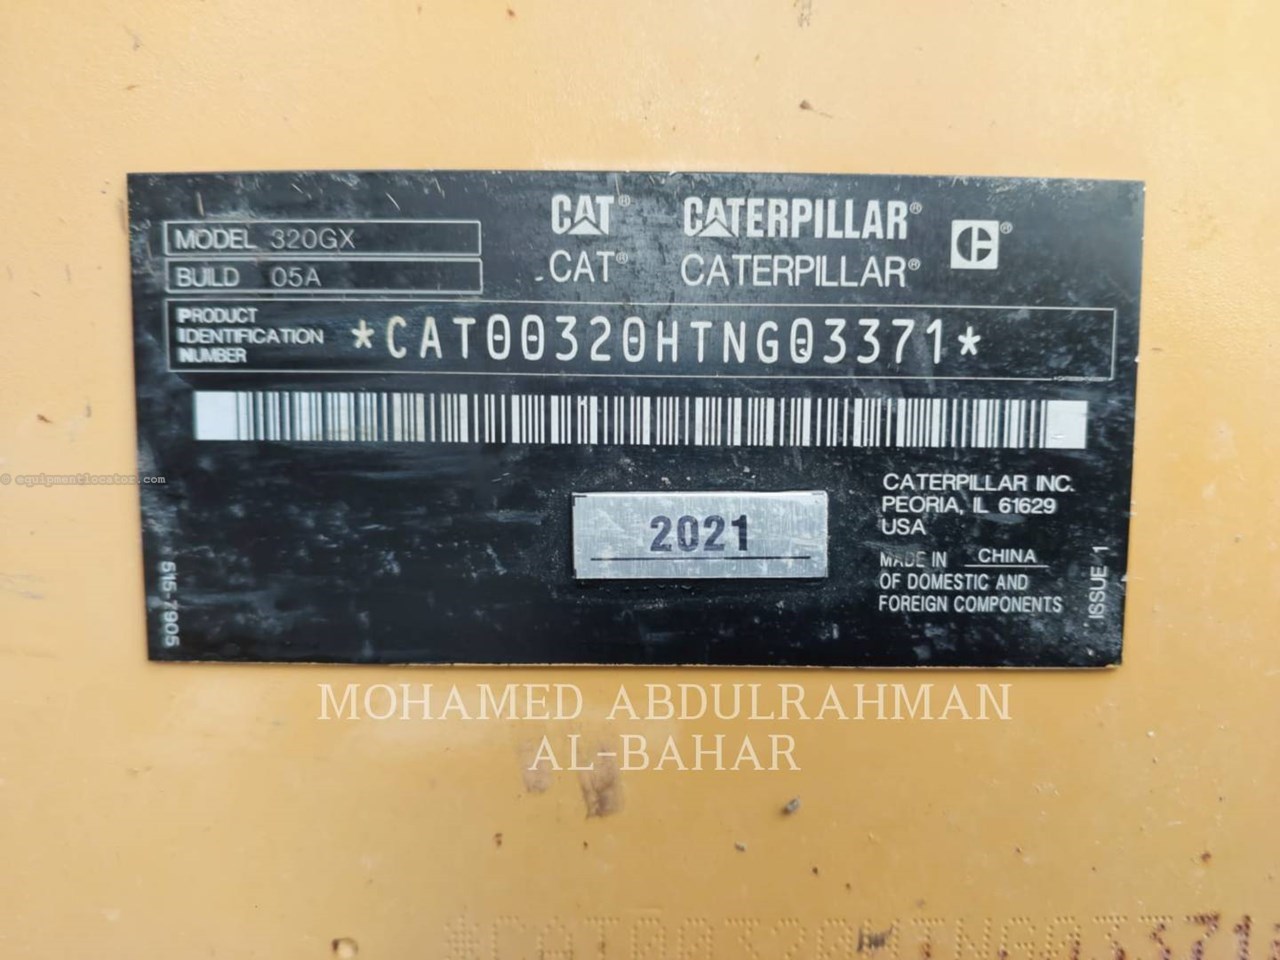 CAT® CATERPILLAR® C®
CAT® CATERPILLAR®
MODEL 320GX
BUILD 05A
PRODUCT
IDENTIFICATION
NUMBER
*CAT00320HTNG03371*
© equipmentlocator.com
CATERPILLAR INC.
PEORIA, IL 61629
USA
2021
MADE IN CHINA
OF DOMESTIC AND
FOREIGN COMPONENTS
ISSUE 1
515-7905
MOHAMED ABDULRAHMAN
AL-BAHAR
*CAT00320HTNG03371*